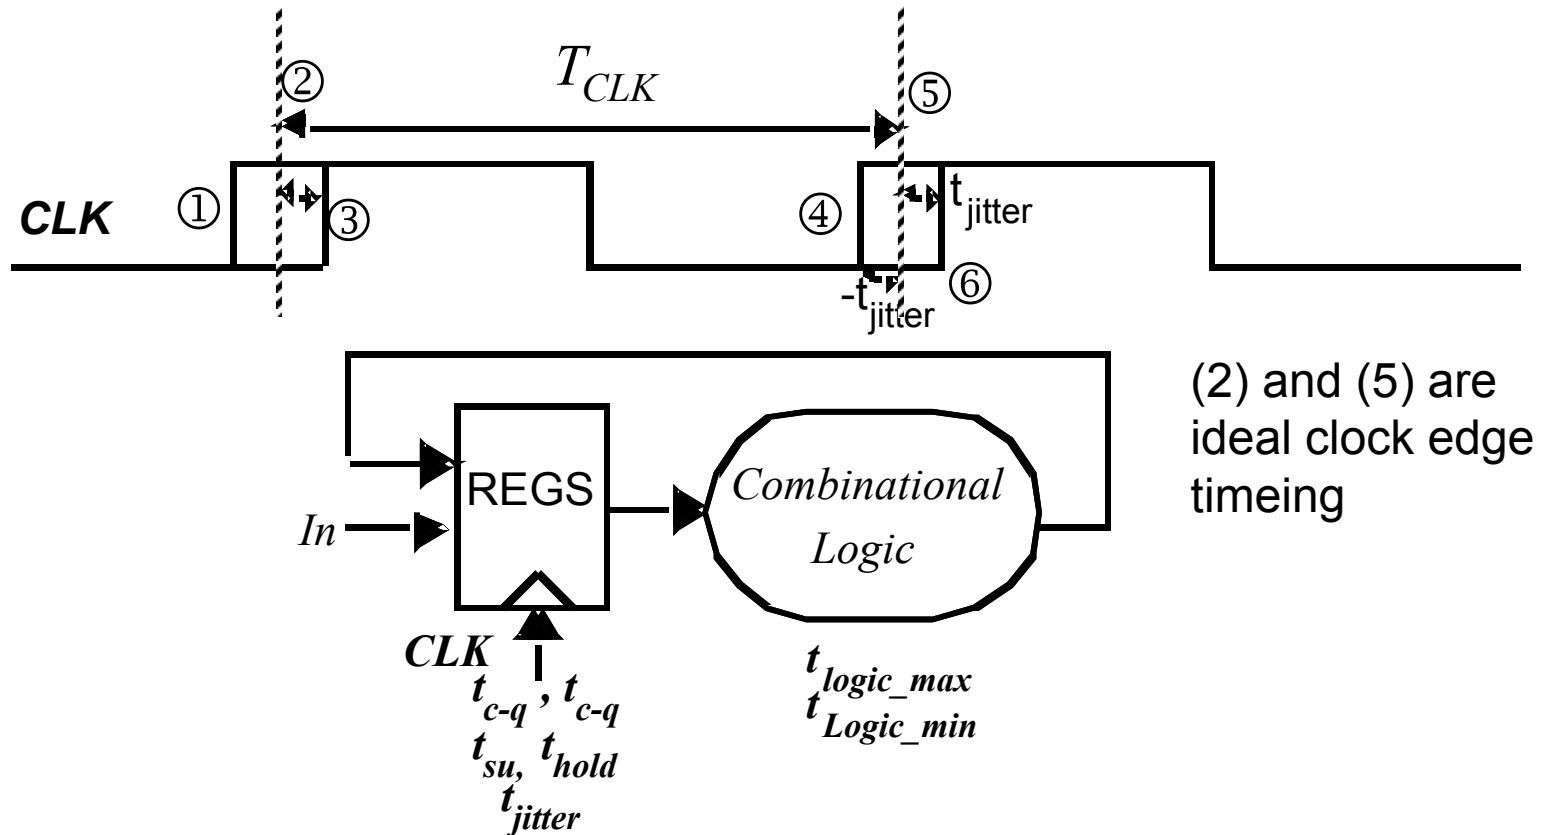 ②
T_CLK
⑤
①
③
④
t_jitter
CLK
-t_jitter
⑥
(2) and (5) are
ideal clock edge
timeing
REGS
In
Combinational
Logic
CLK
t_c-q , t_c-q
t_su, t_hold
t_jitter
t_logic_max
t_Logic_min